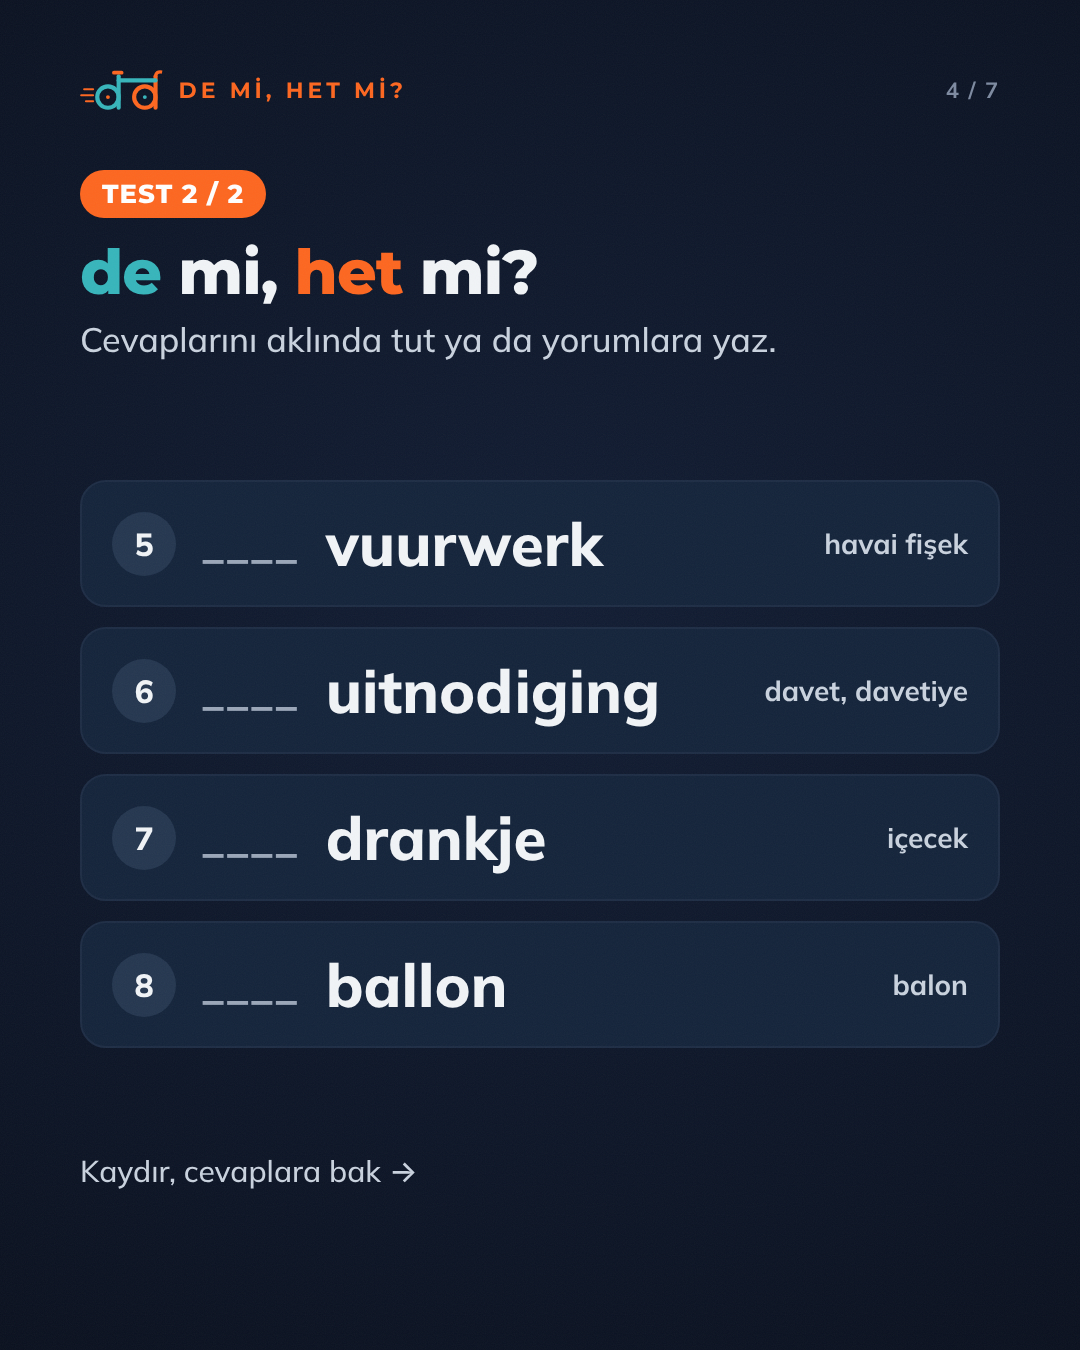 DE Mİ, HET Mİ?
4 / 7
TEST 2 / 2
de mi, het mi?
Cevaplarını aklında tut ya da yorumlara yaz.
5 ____ vuurwerk havai fişek
6 ____ uitnodiging davet, davetiye
7 ____ drankje içecek
8 ____ ballon balon
Kaydır, cevaplara bak →